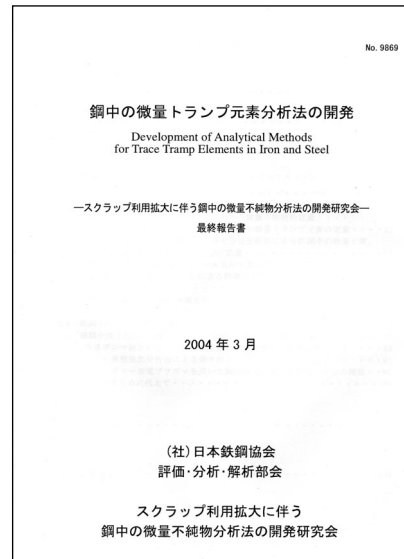 No. 9869
鋼中の微量トランプ元素分析法の開発
Development of Analytical Methods
for Trace Tramp Elements in Iron and Steel
―スクラップ利用拡大に伴う鋼中の微量不純物分析法の開発研究会―
最終報告書
2004 年 3 月
(社)日本鉄鋼協会
評価・分析・解析部会
スクラップ利用拡大に伴う
鋼中の微量不純物分析法の開発研究会